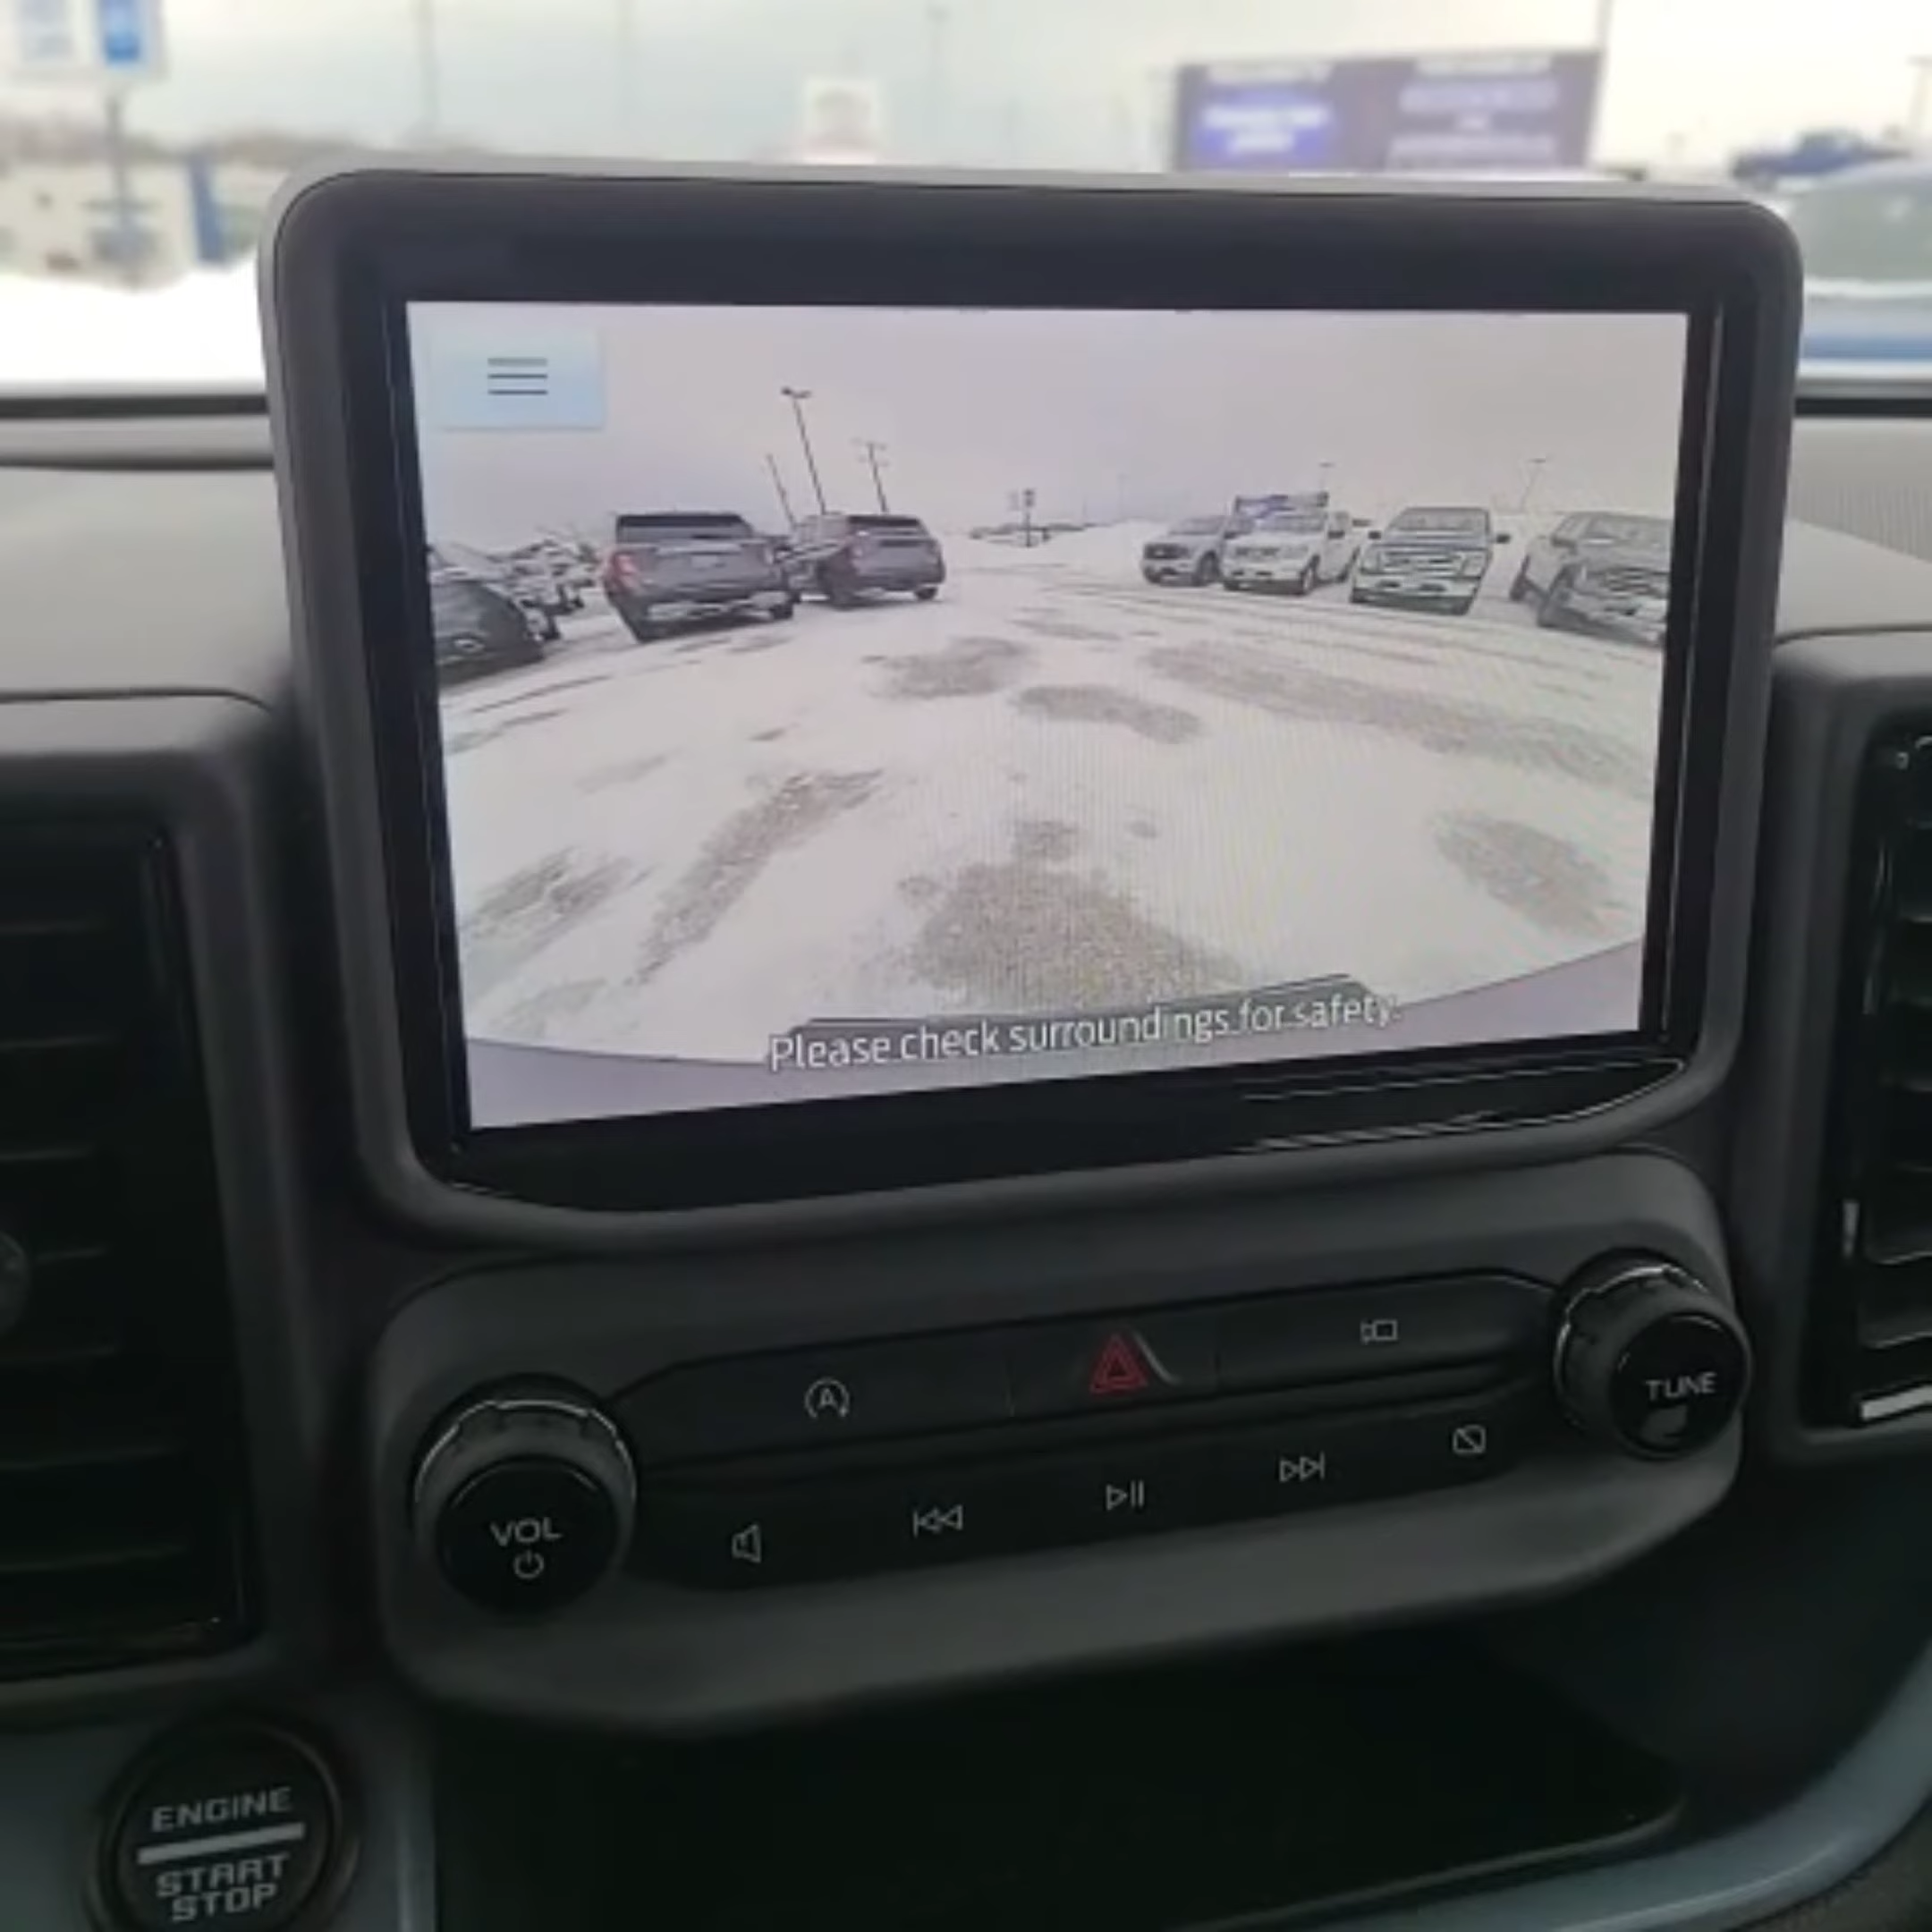 Please check surroundings for safety.
TUNE
VOL
ENGINE
START
STOP